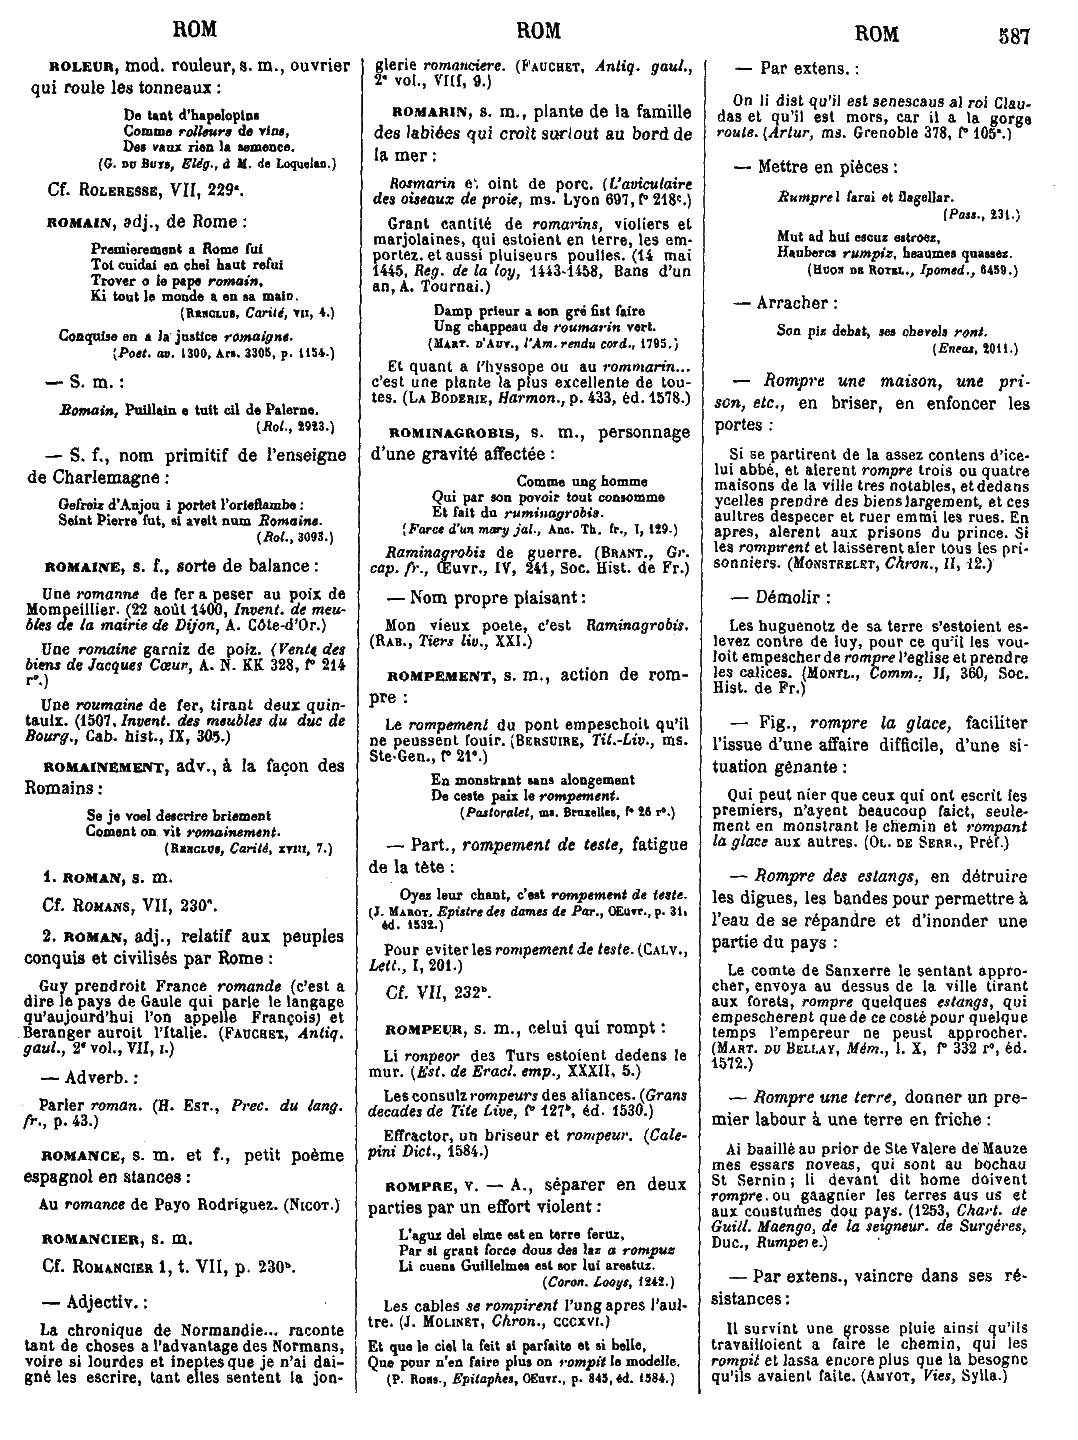 ROM
ROM
ROM 587
ROLEUR, mod. rouleur, s. m., ouvrier
qui roule les tonneaux :
De tant d'hapelopins
Comme rolleurs de vins,
Des vaux rien la semence.
(G. DU BUYS, Elég., à M. de Loquelan.)
Cf. ROLERESSE, VII, 229ª.
ROMAIN, adj., de Rome :
Premierement a Rome fui
Toi cuidai en chel haut refui
Trover o le pape romain,
Ki tout le monde a en sa main.
(RENCLUS, Carité, VII, 4.)
Conquise en a la justice romaigne.
(Poet. av. 1300, Ars. 3305, p. 1154.)
— S. m. :
Romain, Puillain e tuit cil de Palerne.
(Rol., 2923.)
— S. f., nom primitif de l'enseigne
de Charlemagne :
Gefreiz d'Anjou i portet l'orieflambe :
Seint Pierre fut, si aveit num Romaine.
(Rol., 3093.)
ROMAINE, s. f., sorte de balance :
Une romanne de fer a peser au poix de
Mompeillier. (22 août 1400, Invent. de meu-
bles de la mairie de Dijon, A. Côte-d'Or.)
Une romaine garniz de poiz. (Vente des
biens de Jacques Cœur, A. N. KK 328, fº 214
rº.)
Une roumaine de fer, tirant deux quin-
taulx. (1507, Invent. des meubles du duc de
Bourg., Cab. hist., IX, 305.)
ROMAINEMENT, adv., à la façon des
Romains :
Se je voel descrire briement
Coment on vit romainement.
(RENCLUS, Carité, XVIII, 7.)
1. ROMAN, s. m.
Cf. ROMANS, VII, 230ª.
2. ROMAN, adj., relatif aux peuples
conquis et civilisés par Rome :
Guy prendroit France romande (c'est a
dire le pays de Gaule qui parle le langage
qu'aujourd'hui l'on appelle François) et
Beranger auroit l'Italie. (FAUCHET, Antiq.
gaul., 2ᵉ vol., VII, I.)
— Adverb. :
Parler roman. (H. EST., Prec. du lang.
fr., p. 43.)
ROMANCE, s. m. et f., petit poème
espagnol en stances :
Au romance de Payo Rodriguez. (NICOT.)
ROMANCIER, s. m.
Cf. ROMANCIER 1, t. VII, p. 230ᵇ.
— Adjectiv. :
La chronique de Normandie... raconte
tant de choses a l'advantage des Normans,
voire si lourdes et ineptes que je n'ai dai-
gné les escrire, tant elles sentent la jon-
glerie romanciere. (FAUCHET, Antiq. gaul.,
2ᵉ vol., VIII, 9.)
ROMARIN, s. m., plante de la famille
des labiées qui croît surtout au bord de
la mer :
Rosmarin et oint de porc. (L'aviculaire
des oiseaux de proie, ms. Lyon 697, fº 218ᶜ.)
Grant cantité de romarins, violiers et
marjolaines, qui estoient en terre, les em-
portez, et aussi pluiseurs poulles. (14 mai
1445, Reg. de la loy, 1443-1458, Bans d'un
an, A. Tournai.)
Damp prieur a son gré fist faire
Ung chappeau de roumarin vert.
(MART. D'AUV., l'Am. rendu cord., 1795.)
Et quant a l'hyssope ou au rommarin...
c'est une plante la plus excellente de tou-
tes. (LA BODERIE, Harmon., p. 433, éd. 1578.)
ROMINAGROBIS, s. m., personnage
d'une gravité affectée :
Comme ung homme
Qui par son povoir tout consomme
Et fait du ruminagrobis.
(Farce d'un mary jal., Anc. Th. fr., I, 129.)
Raminagrobis de guerre. (BRANT., Gr.
cap. fr., Œuvr., IV, 241, Soc. Hist. de Fr.)
— Nom propre plaisant :
Mon vieux poete, c'est Raminagrobis.
(RAB., Tiers liv., XXI.)
ROMPEMENT, s. m., action de rom-
pre :
Le rompement du pont empeschoit qu'il
ne peussent fouir. (BERSUIRE, Tit.-Liv., ms.
Ste-Gen., fº 21ᵉ.)
En monstrant sans alongement
De ceste paix le rompement.
(Pastoralet, ms. Bruxelles, fº 26 rº.)
— Part., rompement de teste, fatigue
de la tête :
Oyez leur chant, c'est rompement de teste.
(J. MAROT, Epistre des dames de Par., Œuvr., p. 31,
éd. 1532.)
Pour eviter les rompement de teste. (CALV.,
Lett., I, 201.)
Cf. VII, 232ᵇ.
ROMPEUR, s. m., celui qui rompt :
Li ronpeor des Turs estoient dedens le
mur. (Est. de Eracl. emp., XXXII, 5.)
Les consulz rompeurs des aliances. (Grans
decades de Tite Live, fº 127ᵇ, éd. 1530.)
Effractor, un briseur et rompeur. (Cale-
pini Dict., 1584.)
ROMPRE, V. — A., séparer en deux
parties par un effort violent :
L'aguz del elme est en terre feruz,
Par si grant force dous des laz a rompuz
Li cuens Guillelmes est sor lui arestuz.
(Coron. Looys, 1242.)
Les cables se rompirent l'ung apres l'aul-
tre. (J. MOLINET, Chron., CCCXVI.)
Et que le ciel la feit si parfaite et si belle,
Que pour n'en faire plus on rompit le modelle.
(P. RONS., Epitaphes, Œuvr., p. 845, éd. 1584.)
— Par extens. :
On li dist qu'il est senescaus al roi Clau-
das et qu'il est mors, car il a la gorge
route. (Artur, ms. Grenoble 378, fº 105ᵉ.)
— Mettre en pièces :
Rumprel farai et flagellar.
(Pass., 231.)
Mut ad hui escuz estroez,
Haubercs rumpiz, heaumes quassez.
(HUON DE ROTEL., Ipomed., 6459.)
— Arracher :
Son piz debat, ses chevels ront.
(Eneas, 2011.)
— Rompre une maison, une pri-
son, etc., en briser, en enfoncer les
portes :
Si se partirent de la assez contens d'ice-
lui abbé, et alerent rompre trois ou quatre
maisons de la ville tres notables, et dedans
ycelles prendre des biens largement, et ces
aultres despecer et ruer emmi les rues. En
apres, alerent aux prisons du prince. Si
les rompirent et laisserent aler tous les pri-
sonniers. (MONSTRELET, Chron., II, 12.)
— Démolir :
Les huguenotz de sa terre s'estoient es-
levez contre de luy, pour ce qu'il les vou-
loit empescher de rompre l'eglise et prendre
les calices. (MONTL., Comm., II, 360, Soc.
Hist. de Fr.)
— Fig., rompre la glace, faciliter
l'issue d'une affaire difficile, d'une si-
tuation gênante :
Qui peut nier que ceux qui ont escrit les
premiers, n'ayent beaucoup faict, seule-
ment en monstrant le chemin et rompant
la glace aux autres. (OL. DE SERR., Préf.)
— Rompre des estangs, en détruire
les digues, les bandes pour permettre à
l'eau de se répandre et d'inonder une
partie du pays :
Le comte de Sanxerre le sentant appro-
cher, envoya au dessus de la ville tirant
aux forets, rompre quelques estangs, qui
empescherent que de ce costé pour quelque
temps l'empereur ne peust approcher.
(MART. DU BELLAY, Mém., l. X, fº 332 rº, éd.
1572.)
— Rompre une terre, donner un pre-
mier labour à une terre en friche :
Ai baaillé au prior de Ste Valere de Mauze
mes essars noveas, qui sont au bochau
St Sernin ; li devant dit home doivent
rompre ou gaagnier les terres aus us et
aux coustumes dou pays. (1253, Chart. de
Guill. Maengo, de la seigneur. de Surgères,
Duc., Rumpere.)
— Par extens., vaincre dans ses ré-
sistances :
Il survint une grosse pluie ainsi qu'ils
travailloient a faire le chemin, qui les
rompit et lassa encore plus que la besogne
qu'ils avaient faite. (AMYOT, Vies, Sylla.)